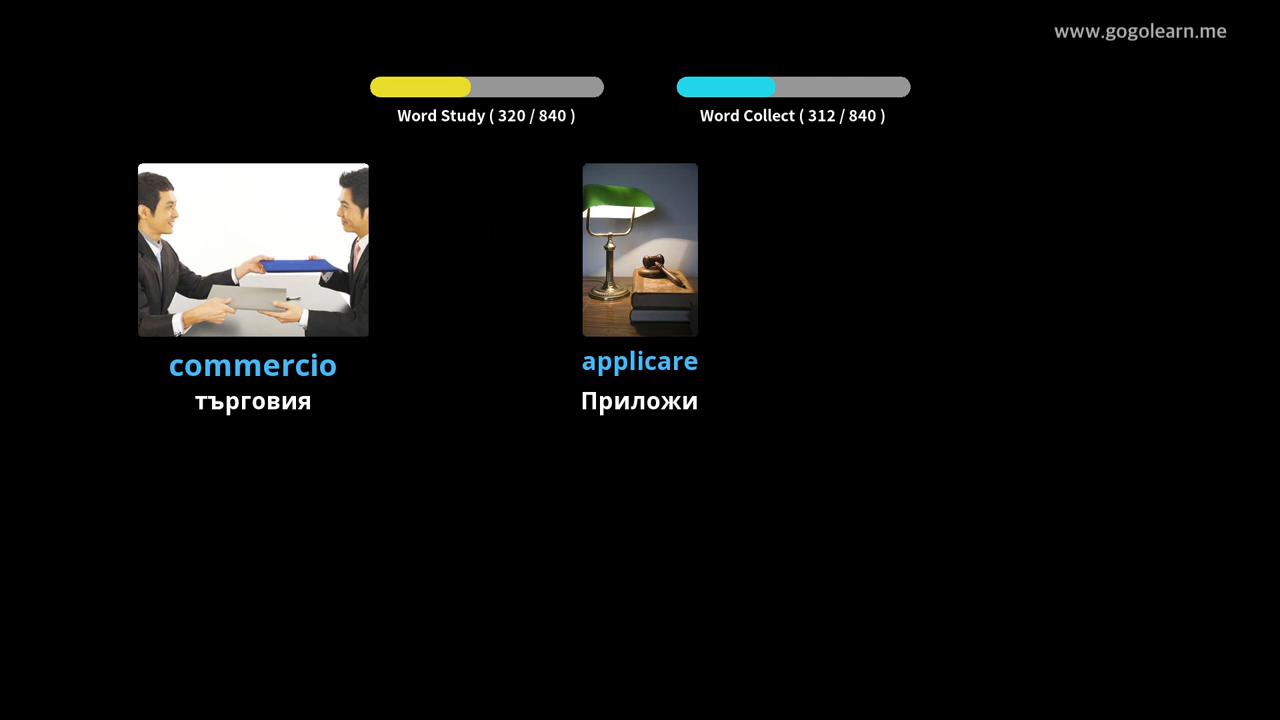 www.gogolearn.me
Word Study ( 320 / 840 )
Word Collect ( 312 / 840 )
commercio
търговия
applicare
Приложи